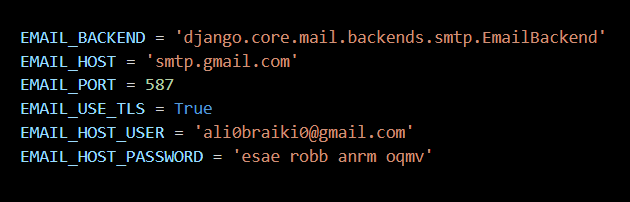 EMAIL_BACKEND = 'django.core.mail.backends.smtp.EmailBackend'
EMAIL_HOST = 'smtp.gmail.com'
EMAIL_PORT = 587
EMAIL_USE_TLS = True
EMAIL_HOST_USER = 'ali0braiki0@gmail.com'
EMAIL_HOST_PASSWORD = 'esae robb anrm oqmv'